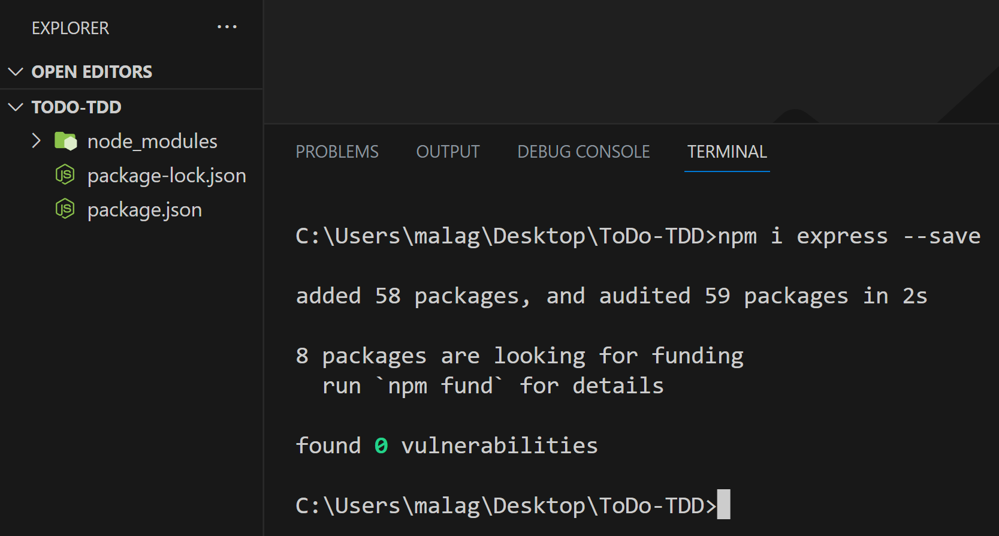 EXPLORER
OPEN EDITORS
TODO-TDD
node_modules
package-lock.json
package.json
PROBLEMS OUTPUT DEBUG CONSOLE TERMINAL
C:\Users\malag\Desktop\ToDo-TDD>npm i express --save
added 58 packages, and audited 59 packages in 2s
8 packages are looking for funding
  run `npm fund` for details
found 0 vulnerabilities
C:\Users\malag\Desktop\ToDo-TDD>